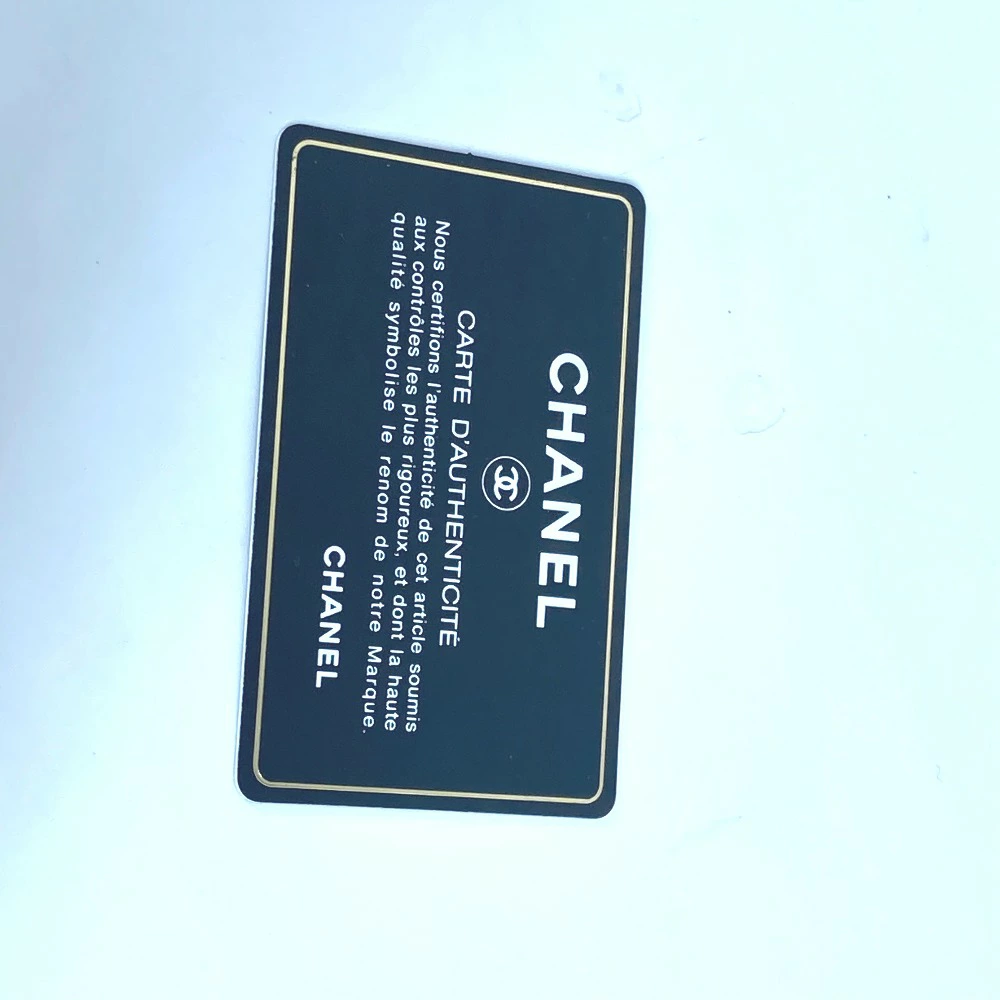 CHANEL
CARTE D'AUTHENTICITÉ
Nous certifions l'authenticité de cet article soumis
aux contrôles les plus rigoureux, et dont la haute
qualité symbolise le renom de notre Marque.
CHANEL